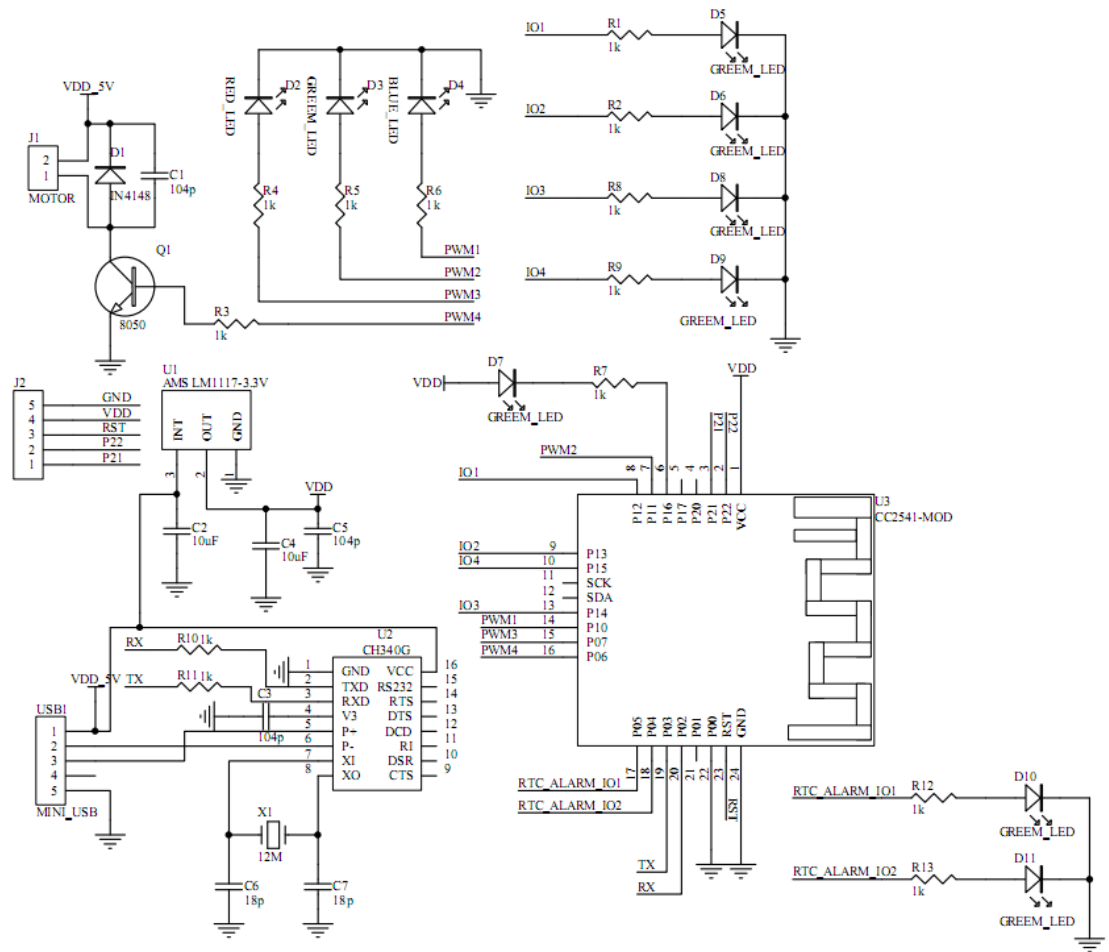 VDD_5V
J1
2
1
MOTOR
D1
IN4148
C1
104p
Q1
8050
R3
1k
RED_LED
D2
GREEM_LED
D3
BLUE_LED
D4
R4
1k
R5
1k
R6
1k
PWM1
PWM2
PWM3
PWM4
IO1
R1
1k
D5
GREEM_LED
IO2
R2
1k
D6
GREEM_LED
IO3
R8
1k
D8
GREEM_LED
IO4
R9
1k
D9
GREEM_LED
J2
5
4
3
2
1
GND
VDD
RST
P22
P21
U1
AMS LM1117-3.3V
INT
OUT
GND
3
2
1
VDD
C2
10uF
C4
10uF
C5
104p
VDD
D7
GREEM_LED
R7
1k
VDD
P21
P22
PWM2
IO1
8
7
6
5
4
3
2
1
P12
P11
P16
P17
P20
P21
P22
VCC
U3
CC2541-MOD
IO2
9
P13
IO4
10
P15
11
SCK
12
SDA
IO3
13
P14
PWM1
14
P10
PWM3
15
P07
PWM4
16
P06
P05
P04
P03
P02
P01
P00
RST
GND
17
18
19
20
21
22
23
24
RTC_ALARM_IO1
RTC_ALARM_IO2
RST
TX
RX
RX
R10
1k
TX
R11
1k
VDD_5V
U2
CH340G
1
GND
VCC
16
2
TXD
RS232
15
3
RXD
RTS
14
4
V3
DTS
13
5
P+
DCD
12
6
P-
RI
11
7
XI
DSR
10
8
XO
CTS
9
C3
104p
USB1
1
2
3
4
5
MINI_USB
X1
12M
C6
18p
C7
18p
RTC_ALARM_IO1
R12
1k
D10
GREEM_LED
RTC_ALARM_IO2
R13
1k
D11
GREEM_LED